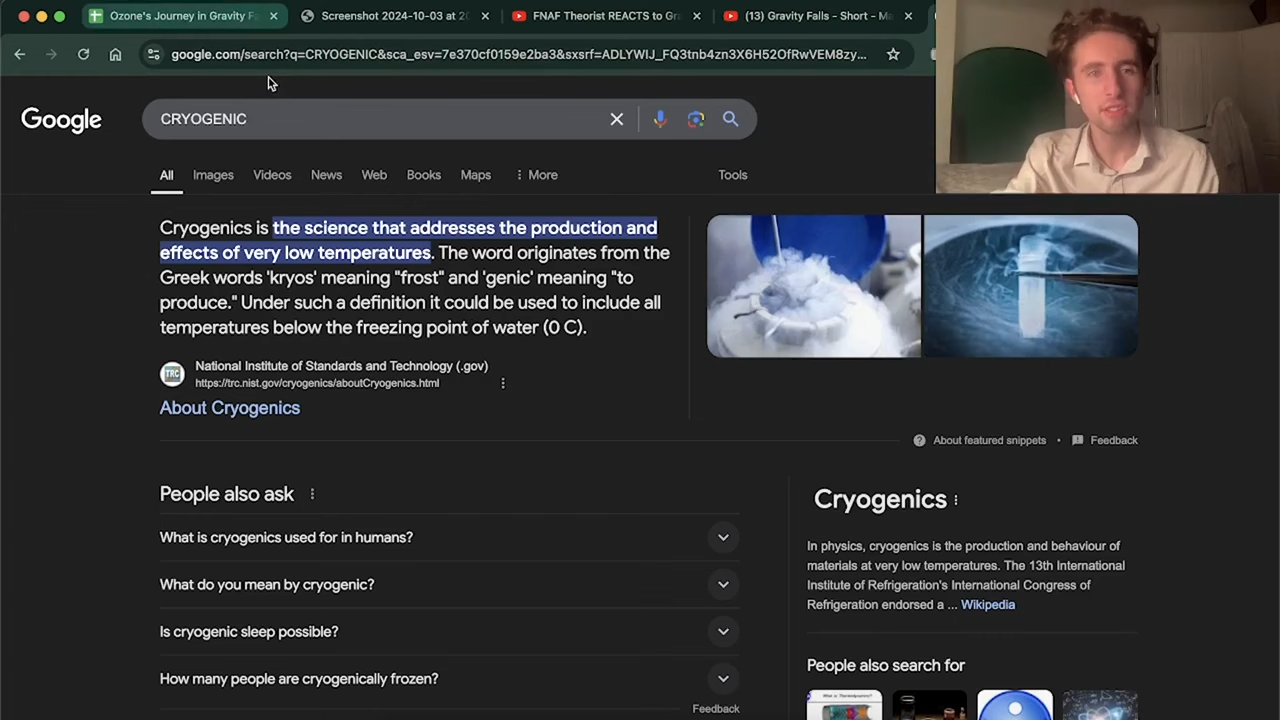 Ozone's Journey in Gravity Fa
Screenshot 2024-10-03 at 20
FNAF Theorist REACTS to Gra
(13) Gravity Falls - Short - Ma
google.com/search?q=CRYOGENIC&sca_esv=7e370cf0159e2ba3&sxsrf=ADLYWIJ_FQ3tnb4zn3X6H52OfRwVEM8zy...
Google
CRYOGENIC
All Images Videos News Web Books Maps More Tools
Cryogenics is the science that addresses the production and
effects of very low temperatures. The word originates from the
Greek words 'kryos' meaning "frost" and 'genic' meaning "to
produce." Under such a definition it could be used to include all
temperatures below the freezing point of water (0 C).
TRC
National Institute of Standards and Technology (.gov)
https://trc.nist.gov/cryogenics/aboutCryogenics.html
About Cryogenics
About featured snippets • Feedback
People also ask
What is cryogenics used for in humans?
What do you mean by cryogenic?
Is cryogenic sleep possible?
How many people are cryogenically frozen?
Feedback
Cryogenics
In physics, cryogenics is the production and behaviour of
materials at very low temperatures. The 13th International
Institute of Refrigeration's International Congress of
Refrigeration endorsed a ... Wikipedia
People also search for